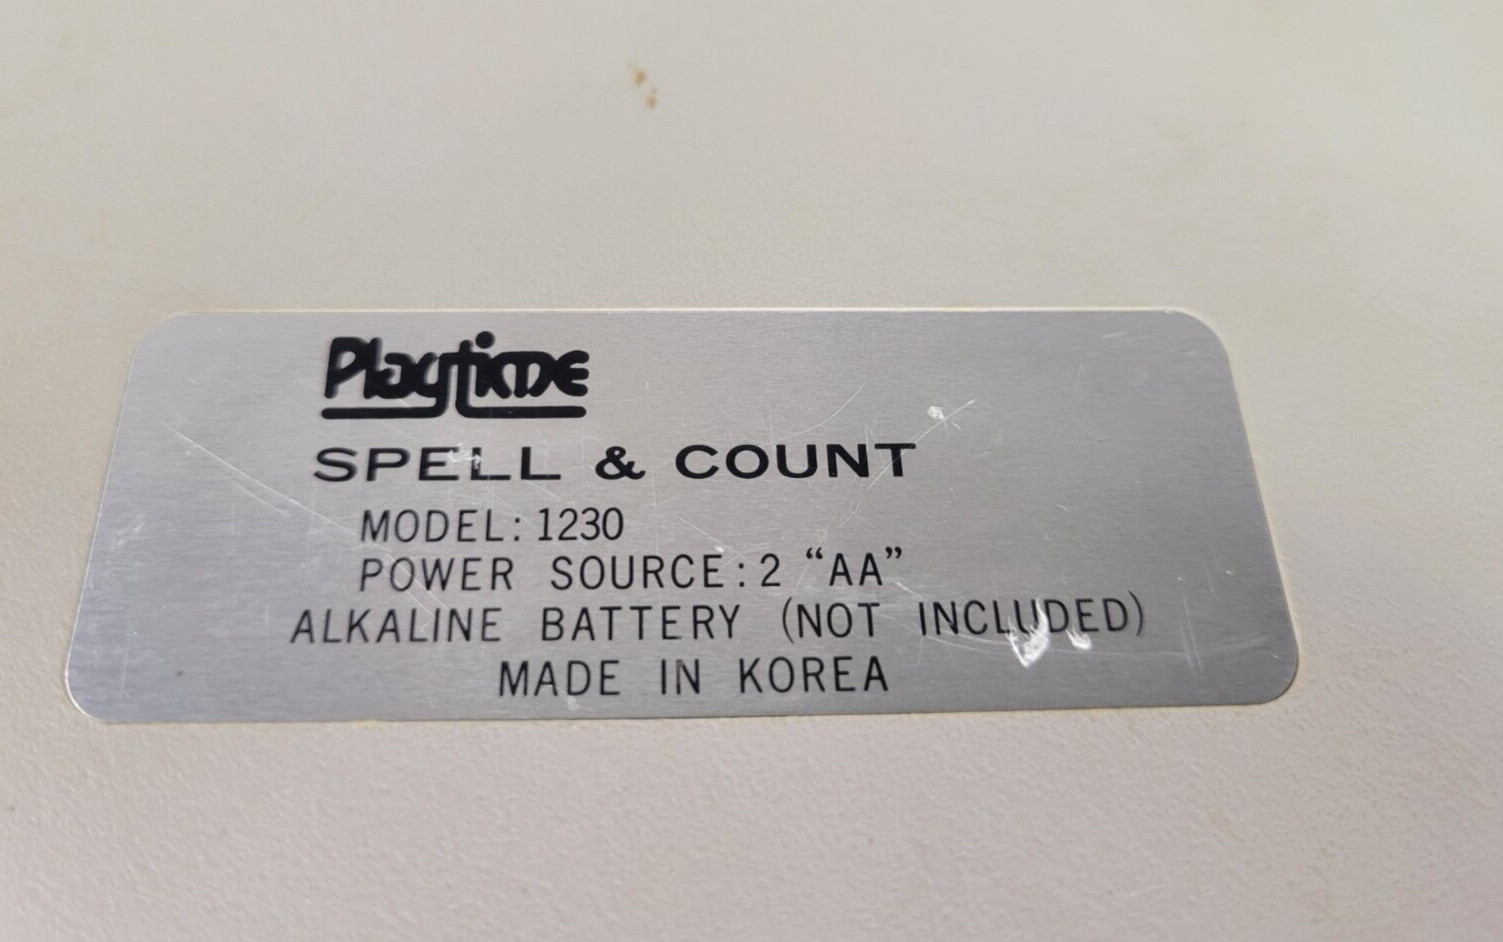 Playtime
SPELL & COUNT
MODEL: 1230
POWER SOURCE: 2 “AA”
ALKALINE BATTERY (NOT INCLUDED)
MADE IN KOREA